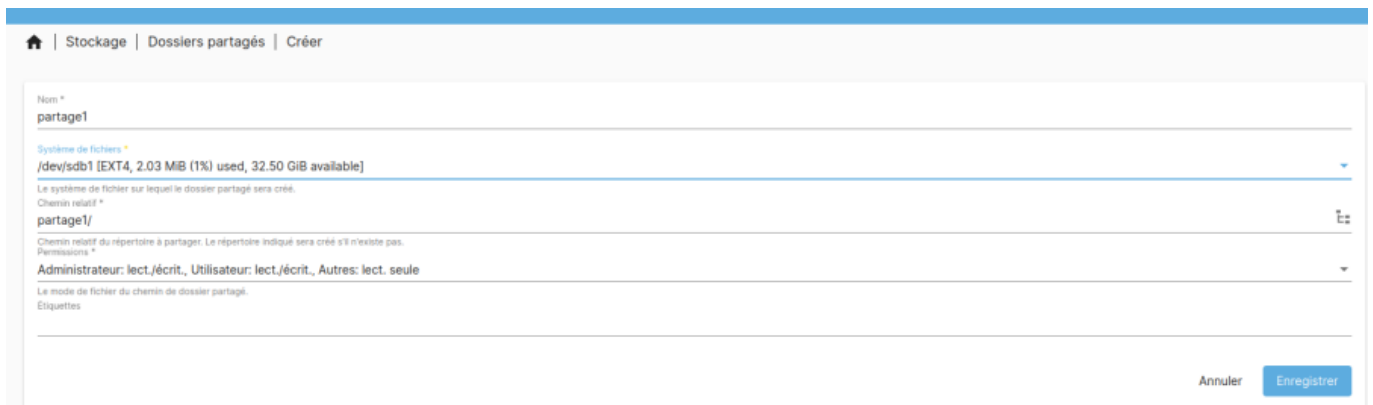 Stockage | Dossiers partagés | Créer
Nom *
partage1
Système de fichiers *
/dev/sdb1 [EXT4, 2.03 MiB (1%) used, 32.50 GiB available]
Le système de fichier sur lequel le dossier partagé sera créé.
Chemin relatif *
partage1/
Chemin relatif du répertoire à partager. Le répertoire indiqué sera créé s'il n'existe pas.
Permissions *
Administrateur: lect./écrit., Utilisateur: lect./écrit., Autres: lect. seule
Le mode de fichier du chemin de dossier partagé.
Étiquettes
Annuler Enregistrer